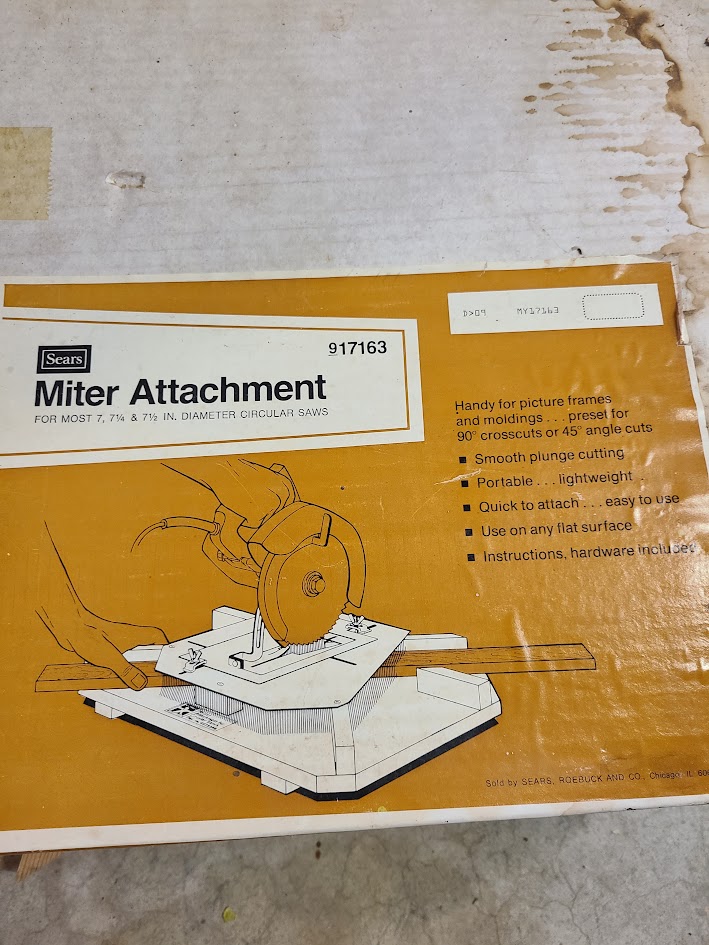 D>09 MY17163
Sears
917163
Miter Attachment
FOR MOST 7, 7¼ & 7½ IN. DIAMETER CIRCULAR SAWS
Handy for picture frames
and moldings . . . preset for
90° crosscuts or 45° angle cuts
■ Smooth plunge cutting
■ Portable . . . lightweight
■ Quick to attach . . . easy to use
■ Use on any flat surface
■ Instructions, hardware included
Sold by SEARS, ROEBUCK AND CO., Chicago, IL 60